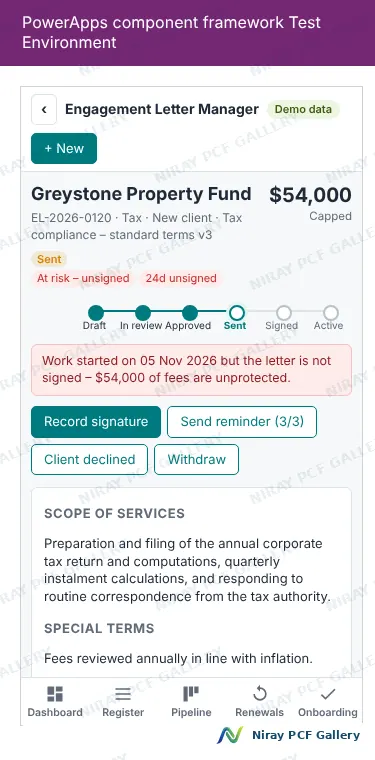 PowerApps component framework Test
Environment
‹ Engagement Letter Manager Demo data
+ New
Greystone Property Fund $54,000
EL-2026-0120 · Tax · New client · Tax Capped
compliance – standard terms v3
Sent
At risk – unsigned 24d unsigned
Draft In review Approved Sent Signed Active
Work started on 05 Nov 2026 but the letter is not
signed – $54,000 of fees are unprotected.
Record signature Send reminder (3/3)
Client declined Withdraw
SCOPE OF SERVICES
Preparation and filing of the annual corporate
tax return and computations, quarterly
instalment calculations, and responding to
routine correspondence from the tax authority.
SPECIAL TERMS
Fees reviewed annually in line with inflation.
Dashboard Register Pipeline Renewals Onboarding
Niray PCF Gallery
NIRAY PCF GALLERY